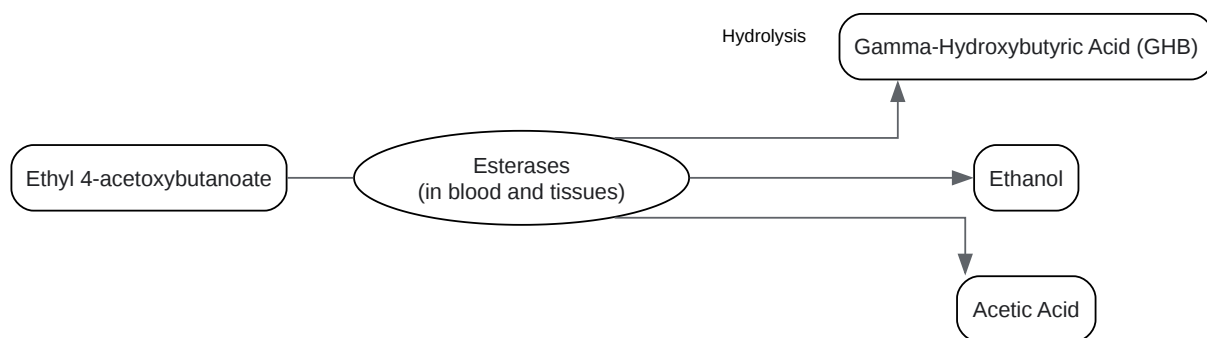 Hydrolysis
Gamma-Hydroxybutyric Acid (GHB)
Ethyl 4-acetoxybutanoate
Esterases
(in blood and tissues)
Ethanol
Acetic Acid